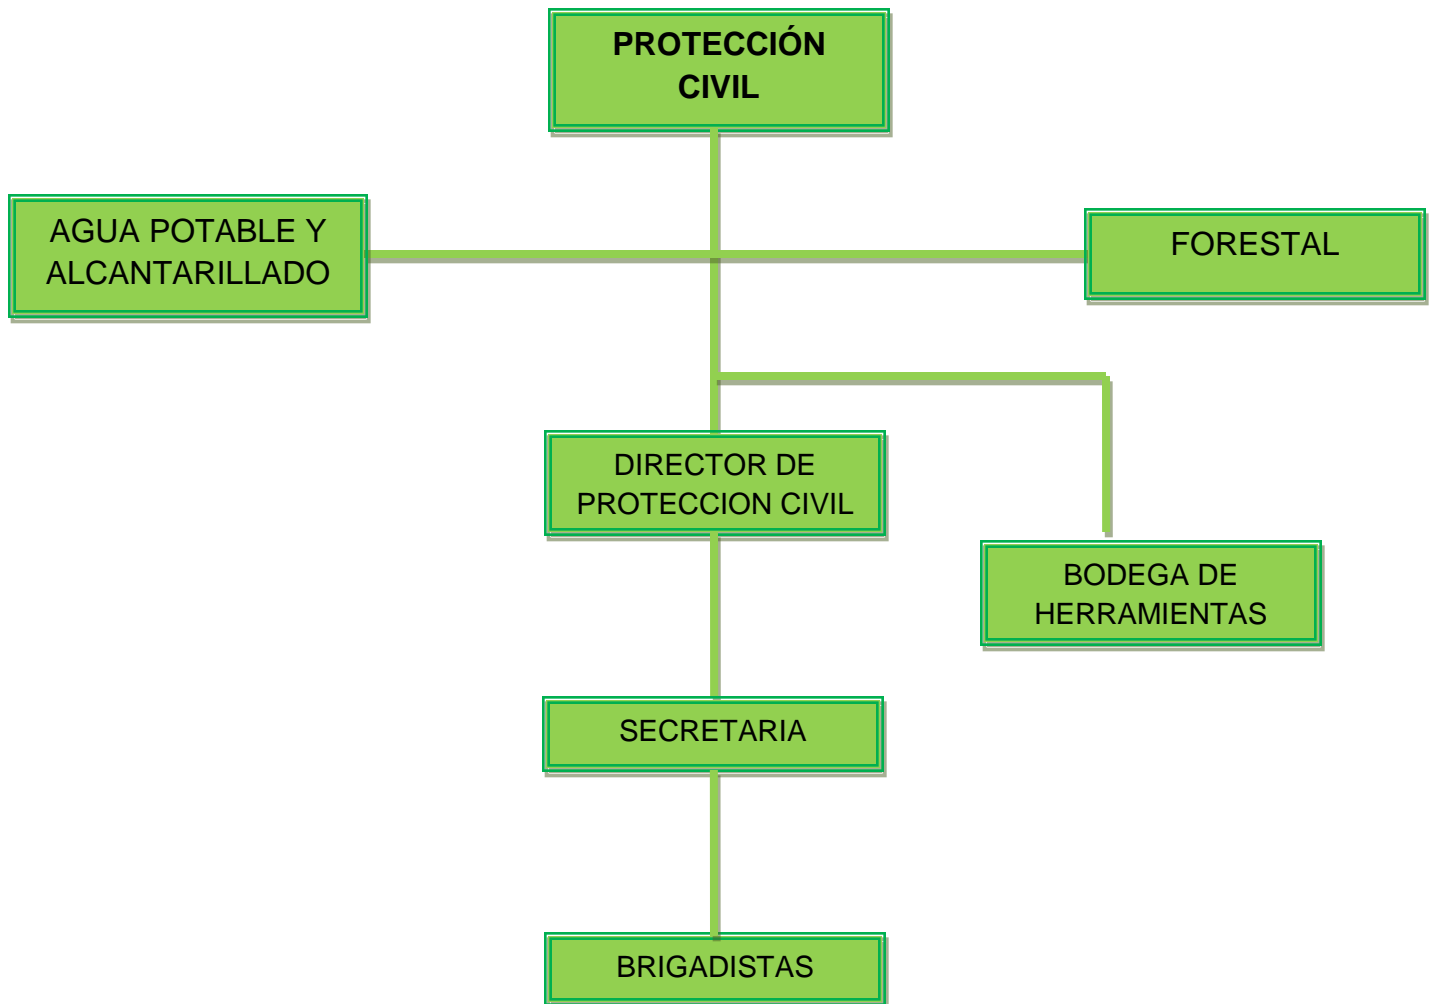 PROTECCIÓN
CIVIL
AGUA POTABLE Y
ALCANTARILLADO
FORESTAL
DIRECTOR DE
PROTECCION CIVIL
BODEGA DE
HERRAMIENTAS
SECRETARIA
BRIGADISTAS